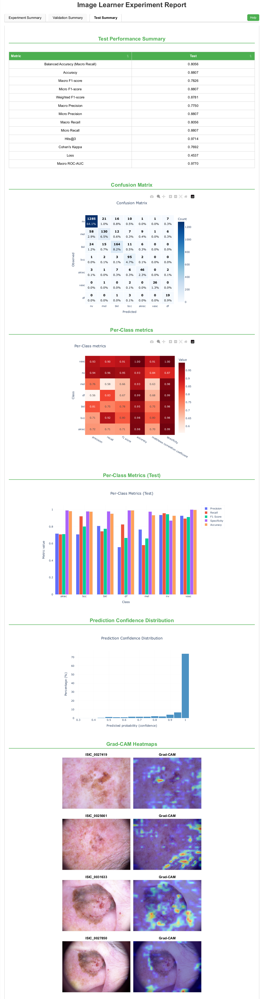 Image Learner Experiment Report
Experiment Summary Validation Summary Test Summary Help
Test Performance Summary
Metric Test
Balanced Accuracy (Macro Recall) 0.8056
Accuracy 0.8807
Macro F1-score 0.7826
Micro F1-score 0.8807
Weighted F1-score 0.8781
Macro Precision 0.7750
Micro Precision 0.8807
Macro Recall 0.8056
Micro Recall 0.8807
Hits@3 0.9714
Cohen's Kappa 0.7692
Loss 0.4537
Macro ROC-AUC 0.9770
Confusion Matrix
Confusion Matrix
Count
nv 1285 21 16 10 1 1 7
64.1% 1.0% 0.8% 0.5% 0.0% 0.0% 0.3%
mel 58 130 12 7 9 1 6
2.9% 6.5% 0.6% 0.3% 0.4% 0.0% 0.3%
bkl 24 15 164 11 6 0 0
1.2% 0.7% 8.2% 0.5% 0.3% 0.0% 0.0%
bcc 1 2 3 95 2 0 0
0.0% 0.1% 0.1% 4.7% 0.1% 0.0% 0.0%
akiec 3 1 7 6 46 0 2
0.1% 0.0% 0.3% 0.3% 2.3% 0.0% 0.1%
vasc 0 1 0 2 0 26 0
0.0% 0.0% 0.0% 0.1% 0.0% 1.3% 0.0%
df 0 0 1 3 0 0 19
0.0% 0.0% 0.0% 0.1% 0.0% 0.0% 0.9%
nv mel bkl bcc akiec vasc df
Predicted
Observed
1200
1000
800
600
400
200
0
Per-Class metrics
Per-Class metrics
Value
vasc 0.93 0.90 0.91 1.00 0.91 1.00
nv 0.94 0.96 0.95 0.93 0.84 0.87
mel 0.76 0.58 0.66 0.93 0.63 0.98
df 0.56 0.83 0.67 0.99 0.68 0.99
bkl 0.81 0.75 0.78 0.95 0.75 0.98
bcc 0.71 0.92 0.80 0.98 0.80 0.98
akiec 0.72 0.71 0.71 0.98 0.70 0.99
precision recall f1 score accuracy matthews correlation coefficient specificity
Class
0.95
0.9
0.85
0.8
0.75
0.7
0.65
0.6
Per-Class Metrics (Test)
Per-Class Metrics (Test)
Precision
Recall
F1 Score
Specificity
Accuracy
1
0.8
0.6
0.4
0.2
0
Metric value
akiec bcc bkl df mel nv vasc
Class
Prediction Confidence Distribution
Prediction Confidence Distribution
70
60
50
40
30
20
10
0
Percentage (%)
0.3 0.4 0.5 0.6 0.7 0.8 0.9 1
Predicted probability (confidence)
Grad-CAM Heatmaps
ISIC_0027419 Grad-CAM
ISIC_0025661 Grad-CAM
ISIC_0031633 Grad-CAM
ISIC_0027850 Grad-CAM